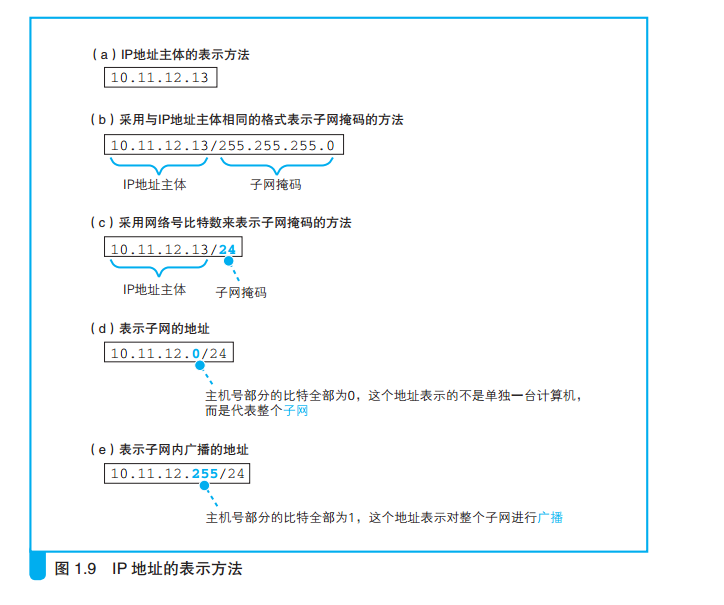 (a)IP地址主体的表示方法
10.11.12.13
(b)采用与IP地址主体相同的格式表示子网掩码的方法
10.11.12.13/255.255.255.0
IP地址主体 子网掩码
(c)采用网络号比特数来表示子网掩码的方法
10.11.12.13/24
IP地址主体 子网掩码
(d)表示子网的地址
10.11.12.0/24
主机号部分的比特全部为0，这个地址表示的不是单独一台计算机，
而是代表整个子网
(e)表示子网内广播的地址
10.11.12.255/24
主机号部分的比特全部为1，这个地址表示对整个子网进行广播
图 1.9 IP 地址的表示方法